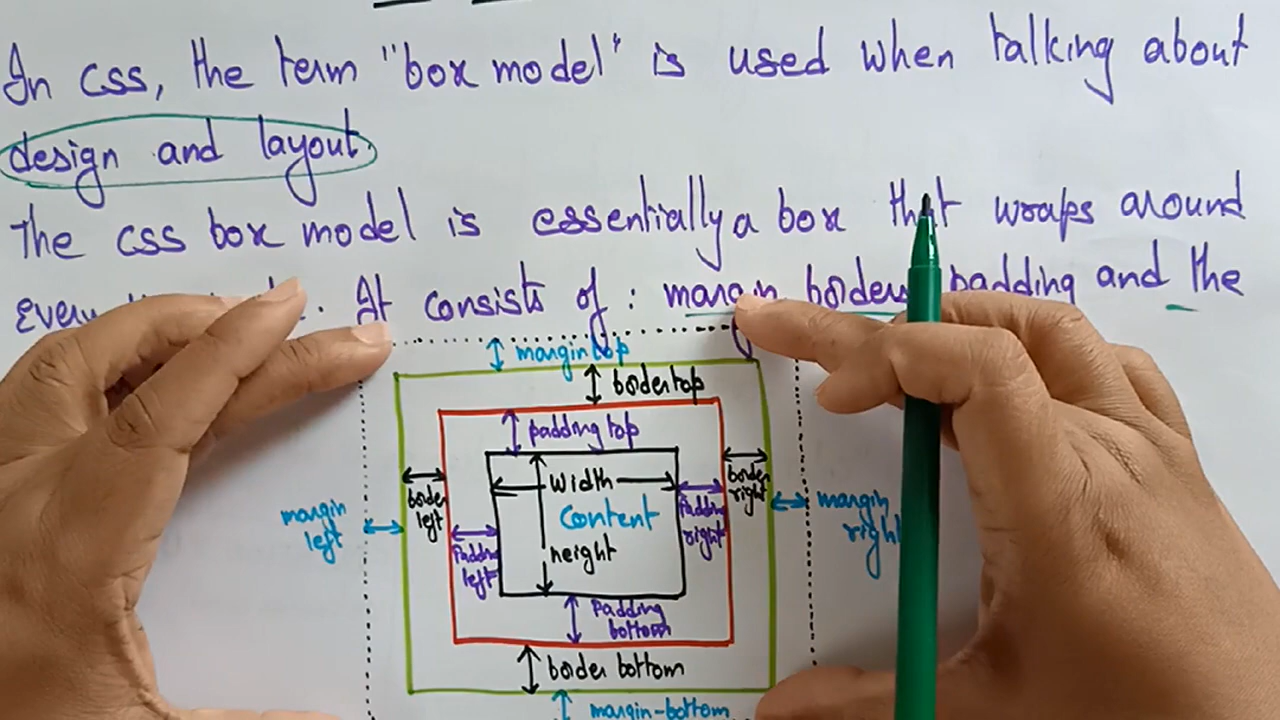 In css, the term "box model" is used when talking about
design and layout.
The css box model is essentially a box that wraps around
every . It consists of : margin borders padding and the
margin top
border top
padding top
width
Content
height
border left
border right
padding left
padding right
margin left
margin right
padding bottom
border bottom
margin-bottom